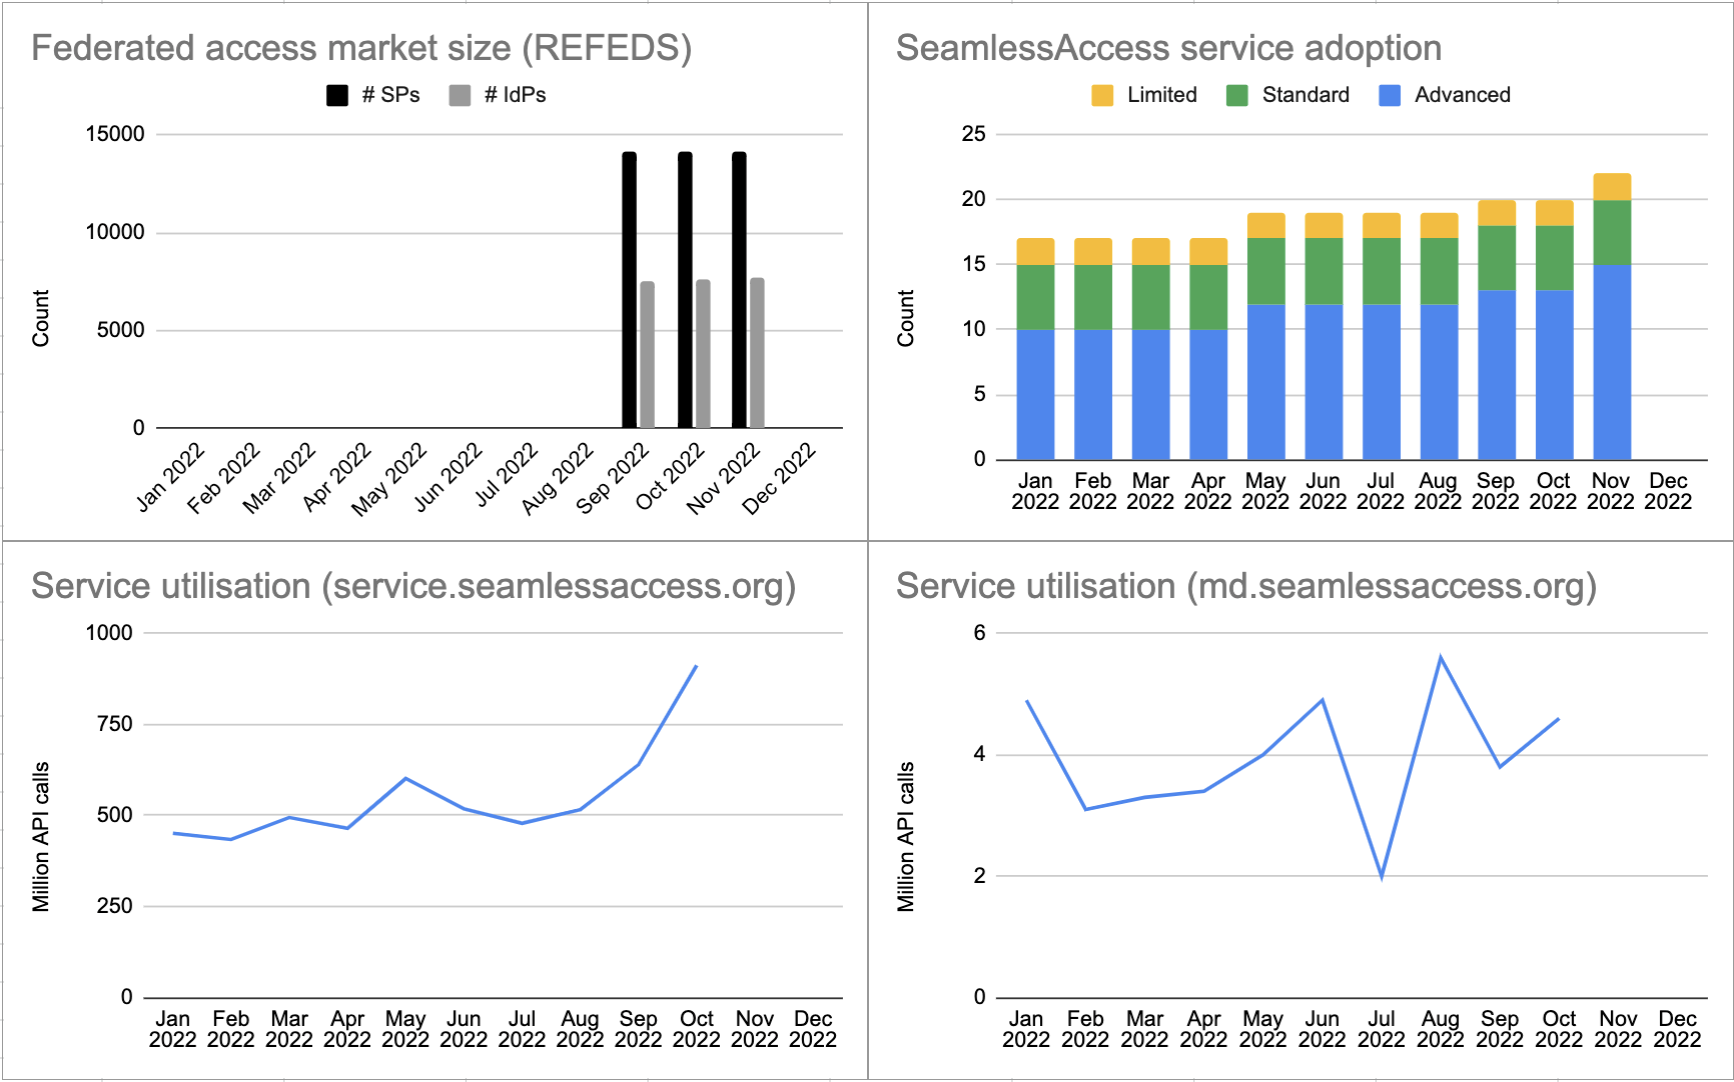 Federated access market size (REFEDS)
# SPs
# IdPs
15000
10000
5000
0
Count
Jan 2022
Feb 2022
Mar 2022
Apr 2022
May 2022
Jun 2022
Jul 2022
Aug 2022
Sep 2022
Oct 2022
Nov 2022
Dec 2022
SeamlessAccess service adoption
Limited
Standard
Advanced
25
20
15
10
5
0
Count
Jan
2022
Feb
2022
Mar
2022
Apr
2022
May
2022
Jun
2022
Jul
2022
Aug
2022
Sep
2022
Oct
2022
Nov
2022
Dec
2022
Service utilisation (service.seamlessaccess.org)
1000
750
500
250
0
Million API calls
Jan
2022
Feb
2022
Mar
2022
Apr
2022
May
2022
Jun
2022
Jul
2022
Aug
2022
Sep
2022
Oct
2022
Nov
2022
Dec
2022
Service utilisation (md.seamlessaccess.org)
6
4
2
0
Million API calls
Jan
2022
Feb
2022
Mar
2022
Apr
2022
May
2022
Jun
2022
Jul
2022
Aug
2022
Sep
2022
Oct
2022
Nov
2022
Dec
2022